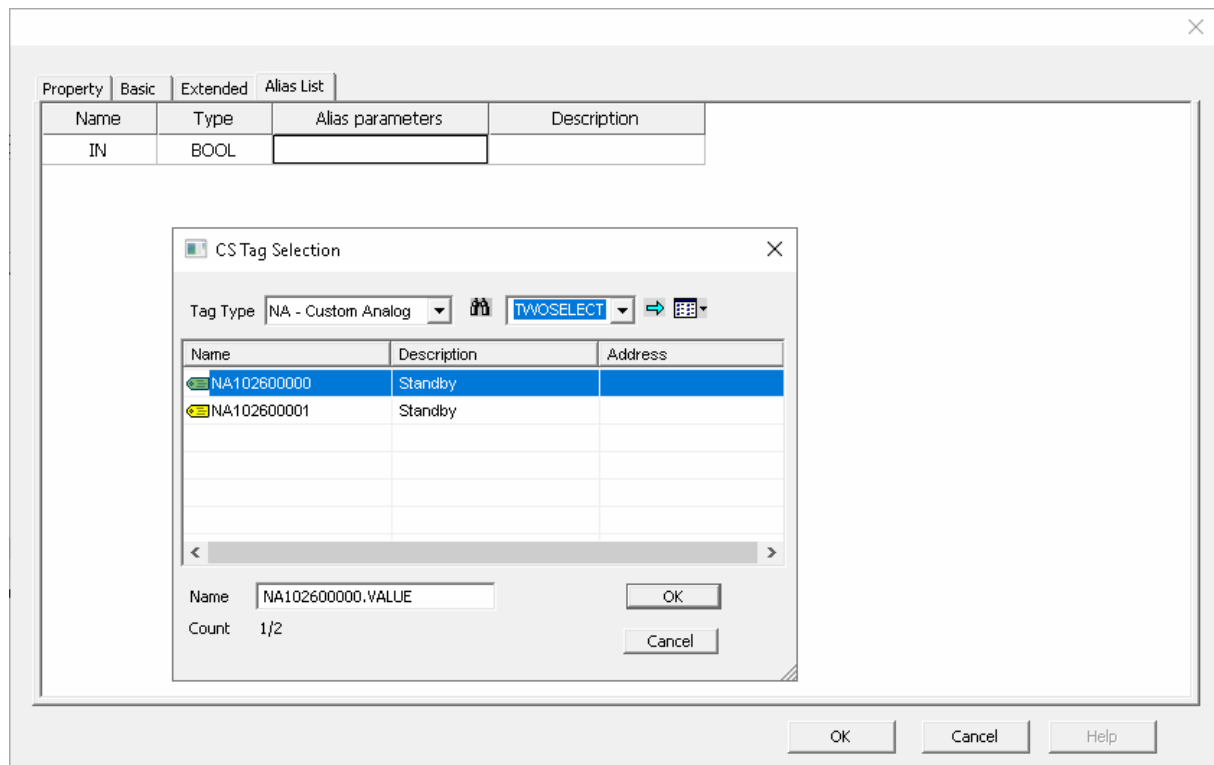 Property Basic Extended Alias List
Name Type Alias parameters Description
IN BOOL
CS Tag Selection
Tag Type NA - Custom Analog TWOSELECT
Name Description Address
NA102600000 Standby
NA102600001 Standby
Name NA102600000.VALUE OK
Count 1/2
Cancel
OK Cancel Help